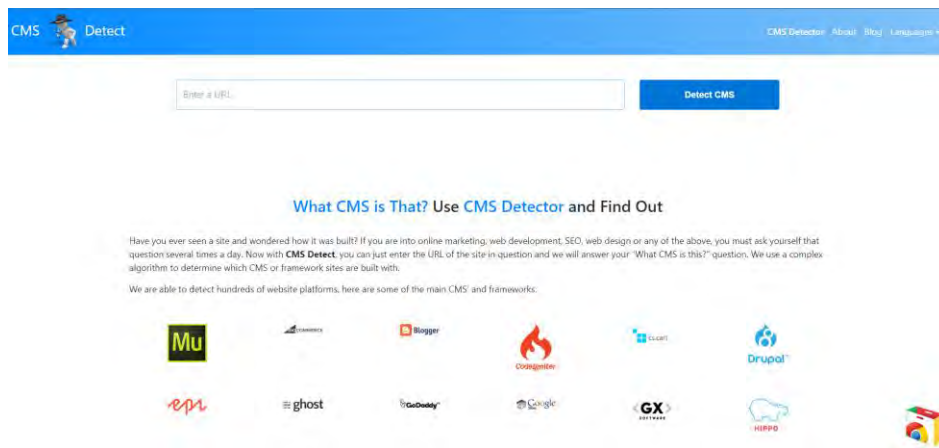 CMS Detect
CMS Detector About Blog Languages
Enter a URL
Detect CMS
What CMS is That? Use CMS Detector and Find Out
Have you ever seen a site and wondered how it was built? If you are into online marketing, web development, SEO, web design or any of the above, you must ask yourself that
question several times a day. Now with CMS Detect, you can just enter the URL of the site in question and we will answer your "What CMS is this?" question. We use a complex
algorithm to determine which CMS or framework sites are built with.
We are able to detect hundreds of website platforms, here are some of the main CMS' and frameworks.
Mu
COMMERCE
Blogger
CodeIgniter
cs.cart
Drupal
epi
ghost
GoDaddy
Google
<GX>
SOFTWARE
HIPPO